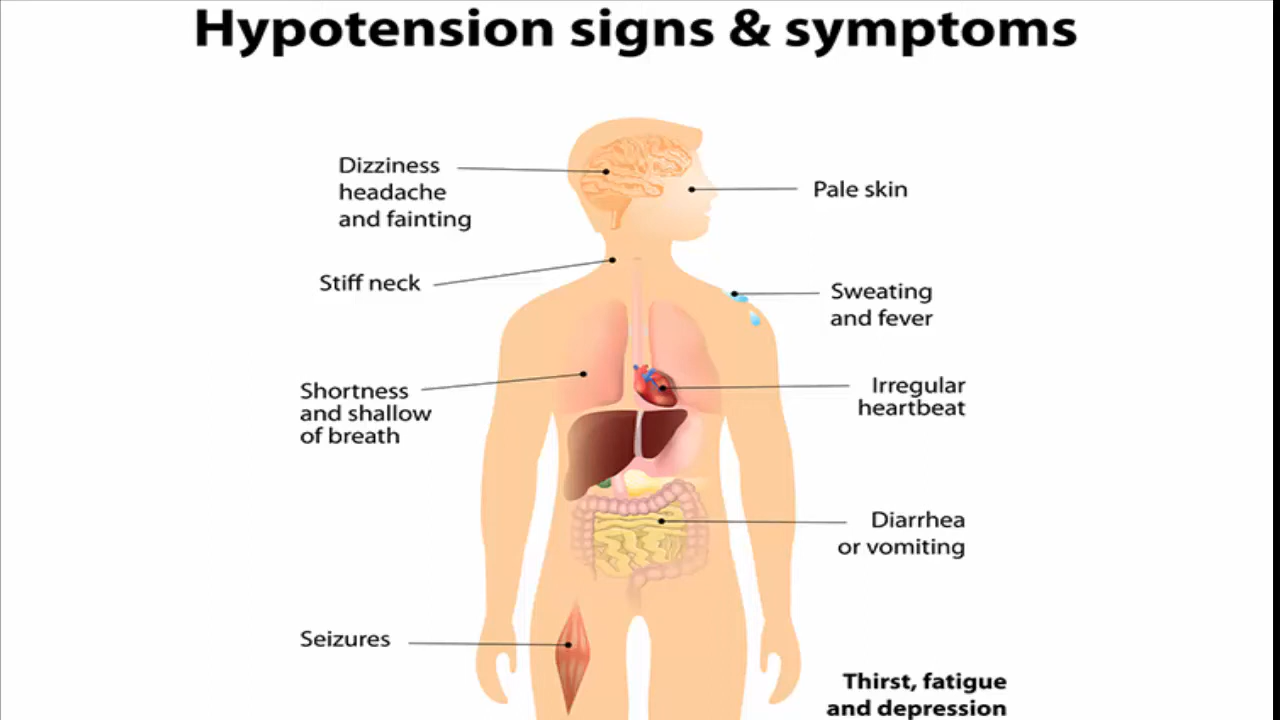 Hypotension signs & symptoms
Dizziness
headache
and fainting
Pale skin
Stiff neck
Sweating
and fever
Shortness
and shallow
of breath
Irregular
heartbeat
Diarrhea
or vomiting
Seizures
Thirst, fatigue
and depression